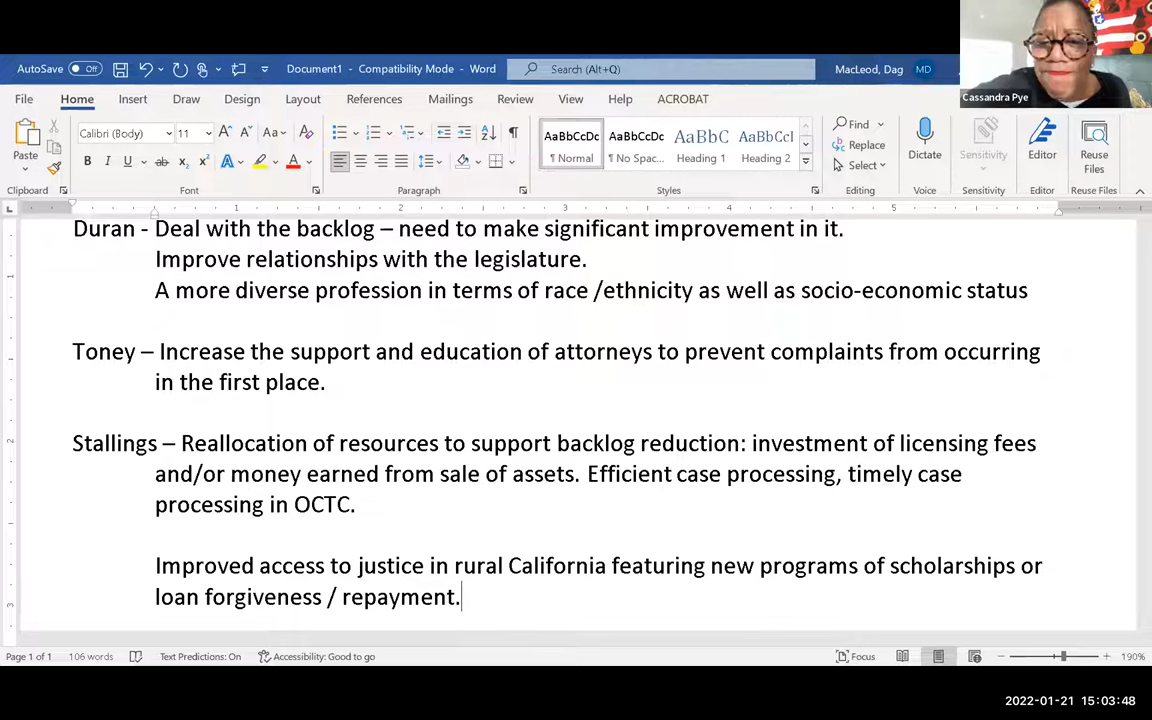 AutoSave Off Document1 - Compatibility Mode - Word Search (Alt+Q) MacLeod, Dag MD
Cassandra Pye
File Home Insert Draw Design Layout References Mailings Review View Help ACROBAT
Calibri (Body) 11 AaBbCcDc AaBbCcDc AaBbC AaBbCcI Find
Paste Normal No Spac... Heading 1 Heading 2 Replace Select Dictate Sensitivity Editor Reuse Files
Clipboard Font Paragraph Styles Editing Voice Sensitivity Editor Reuse Files
1 2 3 4 5
Duran - Deal with the backlog – need to make significant improvement in it.
Improve relationships with the legislature.
A more diverse profession in terms of race /ethnicity as well as socio-economic status
Toney – Increase the support and education of attorneys to prevent complaints from occurring
in the first place.
Stallings – Reallocation of resources to support backlog reduction: investment of licensing fees
and/or money earned from sale of assets. Efficient case processing, timely case
processing in OCTC.
Improved access to justice in rural California featuring new programs of scholarships or
loan forgiveness / repayment.
Page 1 of 1 106 words Text Predictions: On Accessibility: Good to go Focus 190%
2022-01-21 15:03:48